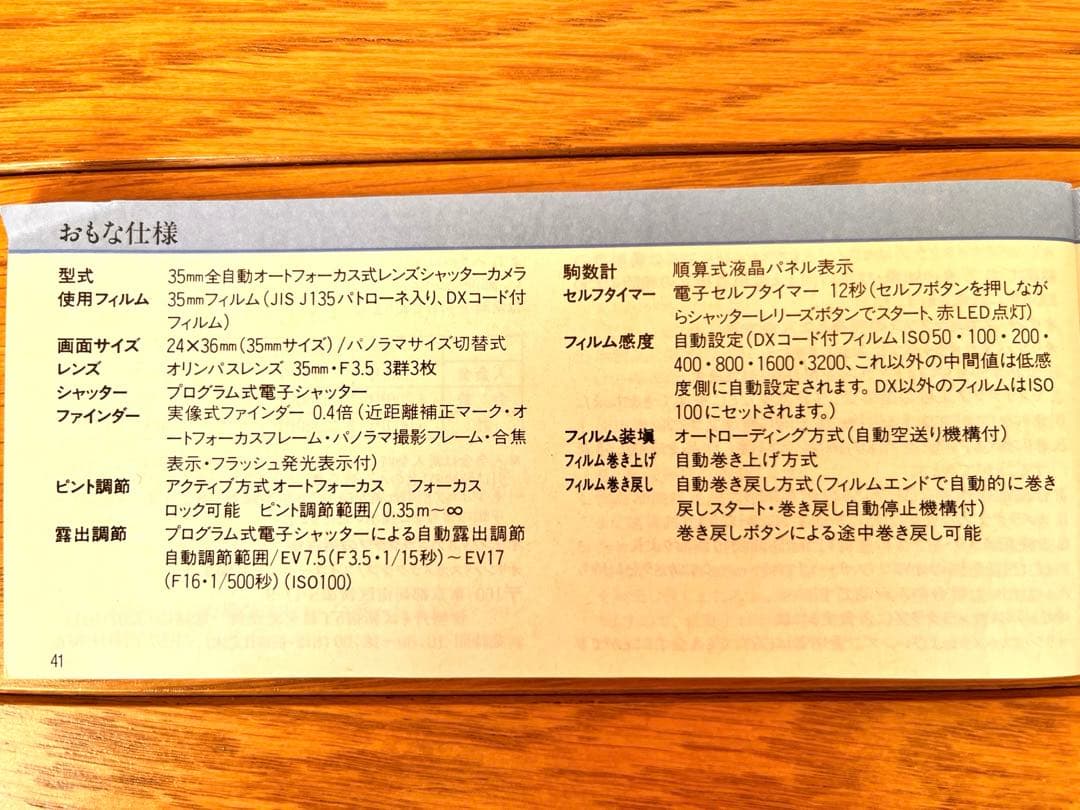 おもな仕様
型式 35mm全自動オートフォーカス式レンズシャッターカメラ
使用フィルム 35mmフィルム(JIS J135パトローネ入り、DXコード付
フィルム)
画面サイズ 24×36mm(35mmサイズ)/パノラマサイズ切替式
レンズ オリンパスレンズ 35mm・F3.5 3群3枚
シャッター プログラム式電子シャッター
ファインダー 実像式ファインダー 0.4倍(近距離補正マーク・オ
ートフォーカスフレーム・パノラマ撮影フレーム・合焦
表示・フラッシュ発光表示付)
ピント調節 アクティブ方式オートフォーカス フォーカス
ロック可能 ピント調節範囲/0.35m~∞
露出調節 プログラム式電子シャッターによる自動露出調節
自動調節範囲/EV7.5(F3.5・1/15秒)~EV17
(F16・1/500秒)(ISO100)
41
駒数計 順算式液晶パネル表示
セルフタイマー 電子セルフタイマー 12秒(セルフボタンを押しなが
らシャッターレリーズボタンでスタート、赤LED点灯)
フィルム感度 自動設定(DXコード付フィルムISO50・100・200・
400・800・1600・3200、これ以外の中間値は低感
度側に自動設定されます。DX以外のフィルムはISO
100にセットされます。)
フィルム装塡 オートローディング方式(自動空送り機構付)
フィルム巻き上げ 自動巻き上げ方式
フィルム巻き戻し 自動巻き戻し方式(フィルムエンドで自動的に巻き
戻しスタート・巻き戻し自動停止機構付)
巻き戻しボタンによる途中巻き戻し可能